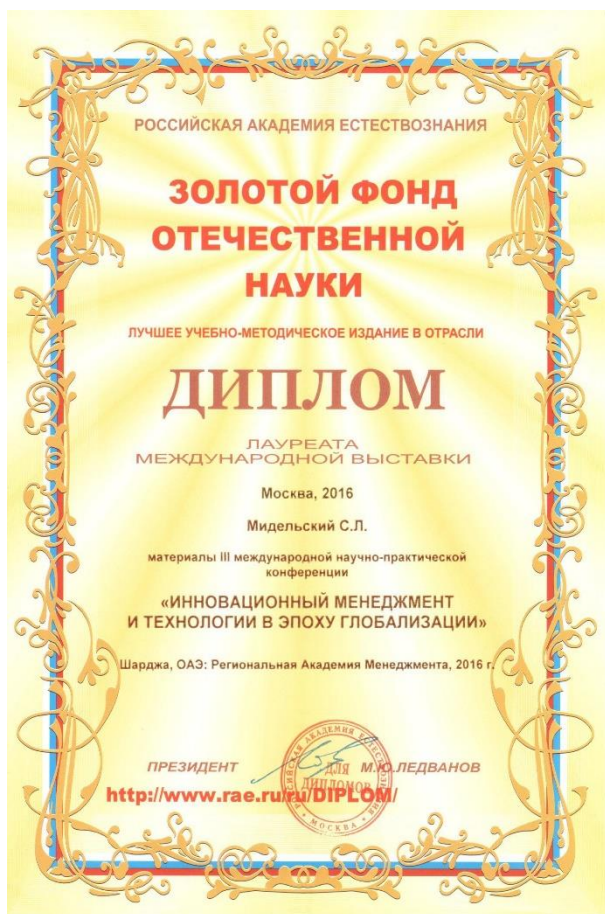 РОССИЙСКАЯ АКАДЕМИЯ ЕСТЕСТВОЗНАНИЯ
ЗОЛОТОЙ ФОНД
ОТЕЧЕСТВЕННОЙ
НАУКИ
ЛУЧШЕЕ УЧЕБНО-МЕТОДИЧЕСКОЕ ИЗДАНИЕ В ОТРАСЛИ
ДИПЛОМ
ЛАУРЕАТА
МЕЖДУНАРОДНОЙ ВЫСТАВКИ
Москва, 2016
Мидельский С.Л.
материалы III международной научно-практической
конференции
«ИННОВАЦИОННЫЙ МЕНЕДЖМЕНТ
И ТЕХНОЛОГИИ В ЭПОХУ ГЛОБАЛИЗАЦИИ»
Шарджа, ОАЭ: Региональная Академия Менеджмента, 2016 г.
ПРЕЗИДЕНТ М.Ю.ЛЕДВАНОВ
ДЛЯ
ДИПЛОМОВ
МОСКВА
http://www.rae.ru/ru/DIPLOM/